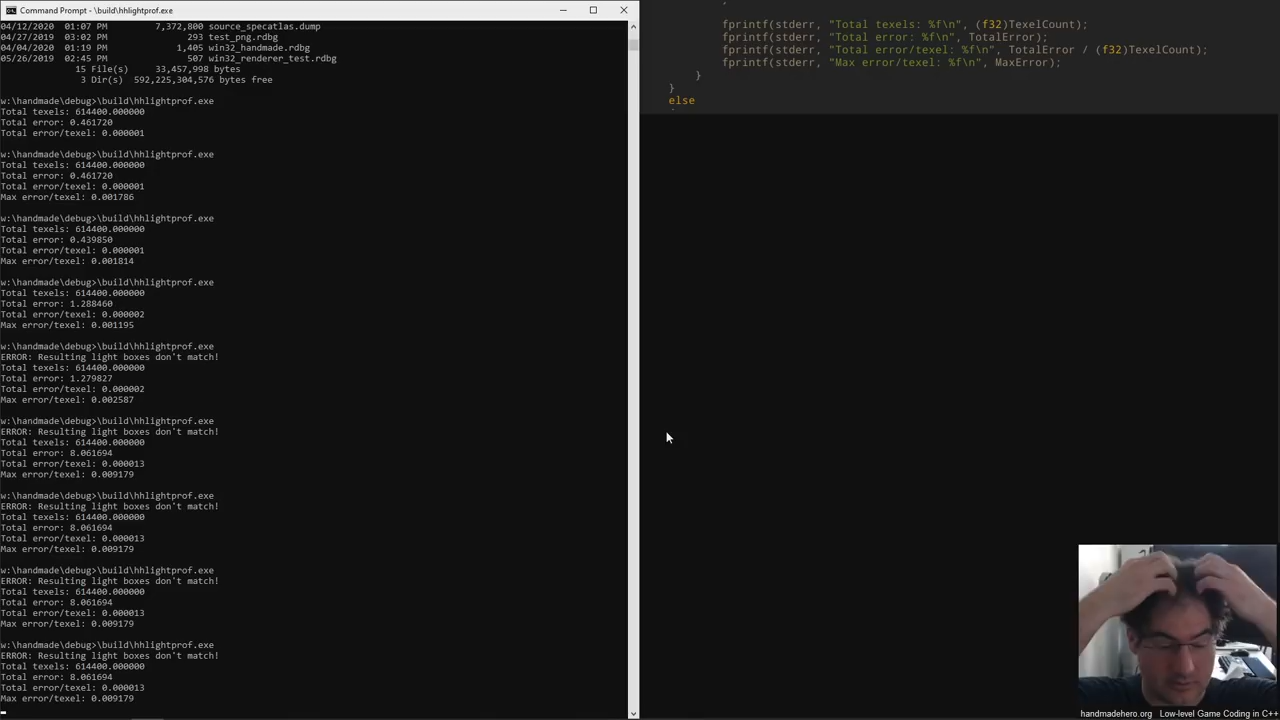 Command Prompt - \build\hhlightprof.exe
04/12/2020  01:07 PM         7,372,800 source_specatlas.dump
04/27/2019  03:02 PM               293 test_png.rdbg
04/04/2020  01:19 PM             1,405 win32_handmade.rdbg
05/26/2019  02:45 PM               507 win32_renderer_test.rdbg
15 File(s)     33,457,998 bytes
3 Dir(s)  592,225,304,576 bytes free
w:\handmade\debug>\build\hhlightprof.exe
Total texels: 614400.000000
Total error: 0.461720
Total error/texel: 0.000001
w:\handmade\debug>\build\hhlightprof.exe
Total texels: 614400.000000
Total error: 0.461720
Total error/texel: 0.000001
Max error/texel: 0.001786
w:\handmade\debug>\build\hhlightprof.exe
Total texels: 614400.000000
Total error: 0.439850
Total error/texel: 0.000001
Max error/texel: 0.001814
w:\handmade\debug>\build\hhlightprof.exe
Total texels: 614400.000000
Total error: 1.288460
Total error/texel: 0.000002
Max error/texel: 0.001195
w:\handmade\debug>\build\hhlightprof.exe
ERROR: Resulting light boxes don't match!
Total texels: 614400.000000
Total error: 1.279827
Total error/texel: 0.000002
Max error/texel: 0.002587
w:\handmade\debug>\build\hhlightprof.exe
ERROR: Resulting light boxes don't match!
Total texels: 614400.000000
Total error: 8.061694
Total error/texel: 0.000013
Max error/texel: 0.009179
w:\handmade\debug>\build\hhlightprof.exe
ERROR: Resulting light boxes don't match!
Total texels: 614400.000000
Total error: 8.061694
Total error/texel: 0.000013
Max error/texel: 0.009179
w:\handmade\debug>\build\hhlightprof.exe
ERROR: Resulting light boxes don't match!
Total texels: 614400.000000
Total error: 8.061694
Total error/texel: 0.000013
Max error/texel: 0.009179
w:\handmade\debug>\build\hhlightprof.exe
ERROR: Resulting light boxes don't match!
Total texels: 614400.000000
Total error: 8.061694
Total error/texel: 0.000013
Max error/texel: 0.009179
fprintf(stderr, "Total texels: %f\n", (f32)TexelCount);
fprintf(stderr, "Total error: %f\n", TotalError);
fprintf(stderr, "Total error/texel: %f\n", TotalError / (f32)TexelCount);
fprintf(stderr, "Max error/texel: %f\n", MaxError);
}
}
else
handmadehero.org   Low-level Game Coding in C++